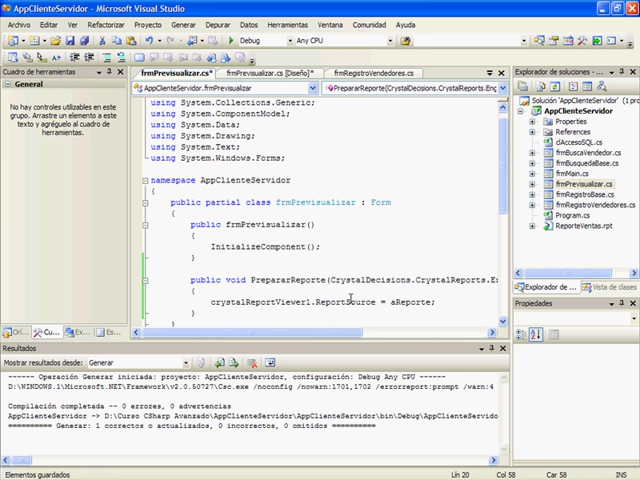 AppClienteServidor - Microsoft Visual Studio
Archivo Editar Ver Refactorizar Proyecto Generar Depurar Datos Herramientas Ventana Comunidad Ayuda
Debug Any CPU
Cuadro de herramientas
General
No hay controles utilizables en este
grupo. Arrastre un elemento a este
texto y agréguelo al cuadro de
herramientas.
frmPrevisualizar.cs* frmPrevisualizar.cs [Diseño]* frmRegistroVendedores.cs
AppClienteServidor.frmPrevisualizar PrepararReporte(CrystalDecisions.CrystalReports.Eng
using System.Collections.Generic;
using System.ComponentModel;
using System.Data;
using System.Drawing;
using System.Text;
using System.Windows.Forms;
namespace AppClienteServidor
{
public partial class frmPrevisualizar : Form
{
public frmPrevisualizar()
{
InitializeComponent();
}
public void PrepararReporte(CrystalDecisions.CrystalReports.En
{
crystalReportViewer1.ReportSource = aReporte;
}
}
Explorador de soluciones
Solución 'AppClienteServidor' (1 pro
AppClienteServidor
Properties
References
dAccesoSQL.cs
frmBuscaVendedor.cs
frmBusquedaBase.cs
frmMain.cs
frmPrevisualizar.cs
frmRegistroBase.cs
frmRegistroVendedores.cs
Program.cs
ReporteVentas.rpt
Explorador de... Vista de clases
Propiedades
Orí... Cu... Ex... Es...
Resultados
Mostrar resultados desde: Generar
------ Operación Generar iniciada: proyecto: AppClienteServidor, configuración: Debug Any CPU ------
D:\WINDOWS.1\Microsoft.NET\Framework\v2.0.50727\Csc.exe /noconfig /nowarn:1701,1702 /errorreport:prompt /warn:4
Compilación completada -- 0 errores, 0 advertencias
AppClienteServidor -> D:\Curso CSharp Avanzado\AppClienteServidor\AppClienteServidor\bin\Debug\AppClienteServidor
========== Generar: 1 correctos o actualizados, 0 incorrectos, 0 omitidos ==========
Elementos guardados Lín 20 Col 58 Car 58 INS